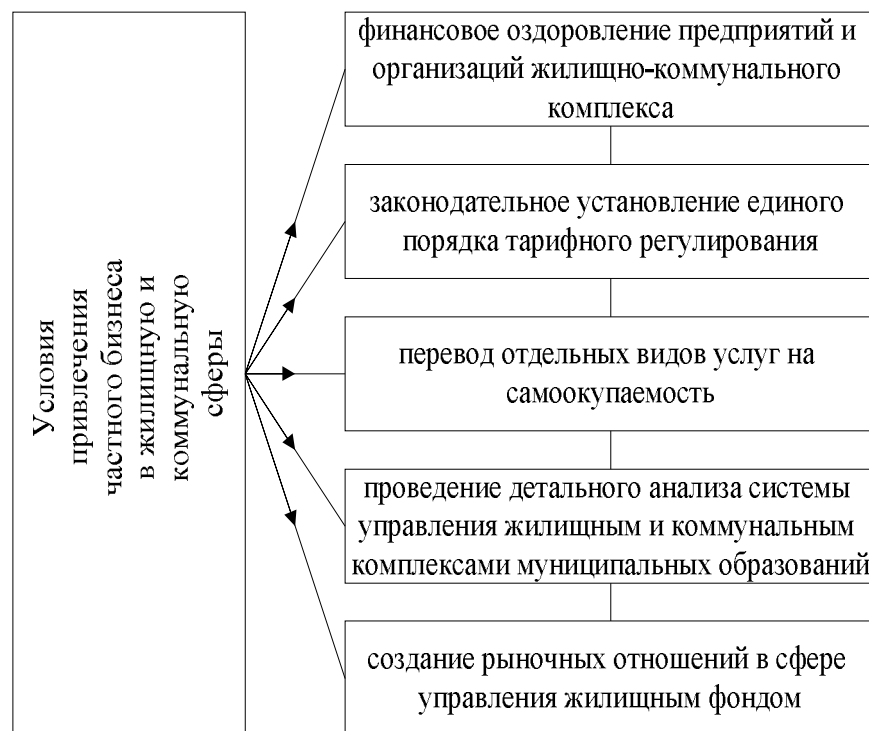 Условия
привлечения
частного бизнеса
в жилищную и
коммунальную
сферы
финансовое оздоровление предприятий и
организаций жилищно-коммунального
комплекса
законодательное установление единого
порядка тарифного регулирования
перевод отдельных видов услуг на
самоокупаемость
проведение детального анализа системы
управления жилищным и коммунальным
комплексами муниципальных образований
создание рыночных отношений в сфере
управления жилищным фондом